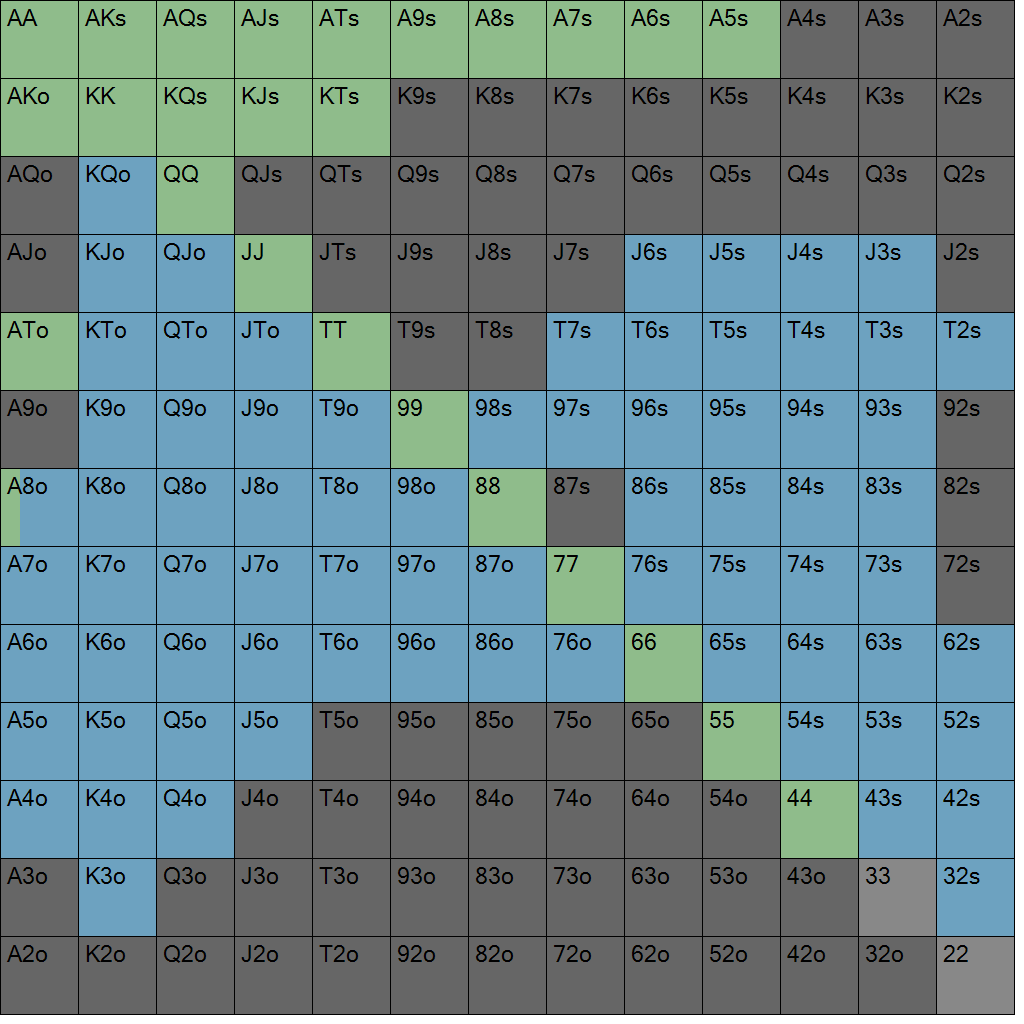 AA AKs AQs AJs ATs A9s A8s A7s A6s A5s A4s A3s A2s
AKo KK KQs KJs KTs K9s K8s K7s K6s K5s K4s K3s K2s
AQo KQo QQ QJs QTs Q9s Q8s Q7s Q6s Q5s Q4s Q3s Q2s
AJo KJo QJo JJ JTs J9s J8s J7s J6s J5s J4s J3s J2s
ATo KTo QTo JTo TT T9s T8s T7s T6s T5s T4s T3s T2s
A9o K9o Q9o J9o T9o 99 98s 97s 96s 95s 94s 93s 92s
A8o K8o Q8o J8o T8o 98o 88 87s 86s 85s 84s 83s 82s
A7o K7o Q7o J7o T7o 97o 87o 77 76s 75s 74s 73s 72s
A6o K6o Q6o J6o T6o 96o 86o 76o 66 65s 64s 63s 62s
A5o K5o Q5o J5o T5o 95o 85o 75o 65o 55 54s 53s 52s
A4o K4o Q4o J4o T4o 94o 84o 74o 64o 54o 44 43s 42s
A3o K3o Q3o J3o T3o 93o 83o 73o 63o 53o 43o 33 32s
A2o K2o Q2o J2o T2o 92o 82o 72o 62o 52o 42o 32o 22